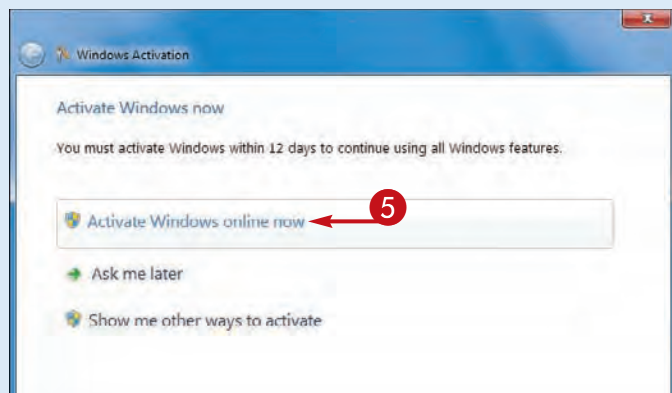 Windows Activation
Activate Windows now
You must activate Windows within 12 days to continue using all Windows features.
Activate Windows online now
5
Ask me later
Show me other ways to activate